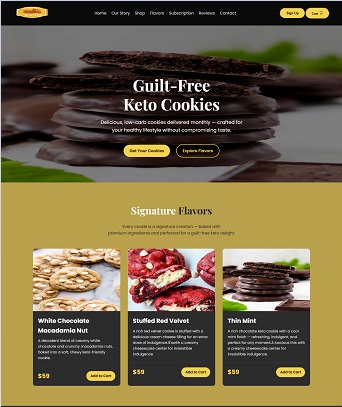 Home Our Story Shop Flavors Subscription Reviews Contact
Sign Up
Cart
Guilt-Free
Keto Cookies
Delicious, low-carb cookies delivered monthly — crafted for
your healthy lifestyle without compromising taste.
Get Your Cookies
Explore Flavors
Signature Flavors
Every cookie is a signature creation — baked with
premium ingredients and perfected for a guilt-free keto delight.
White Chocolate
Macadamia Nut
A decadent blend of creamy white
chocolate and crunchy macadamia nuts,
baked into a soft, chewy keto-friendly
cookie.
$59
Add to Cart
Stuffed Red Velvet
A rich red velvet cookie is stuffed with a
delicious cream cheese filling for an extra
dose of indulgence.
a creamy cheesecake center for irresistible
indulgence.
$59
Add to Cart
Thin Mint
A rich chocolate keto cookie with a cool
mint finish — refreshing, indulgent, and
perfect for any moment.
a creamy cheesecake center for
irresistible indulgence.
$59
Add to Cart